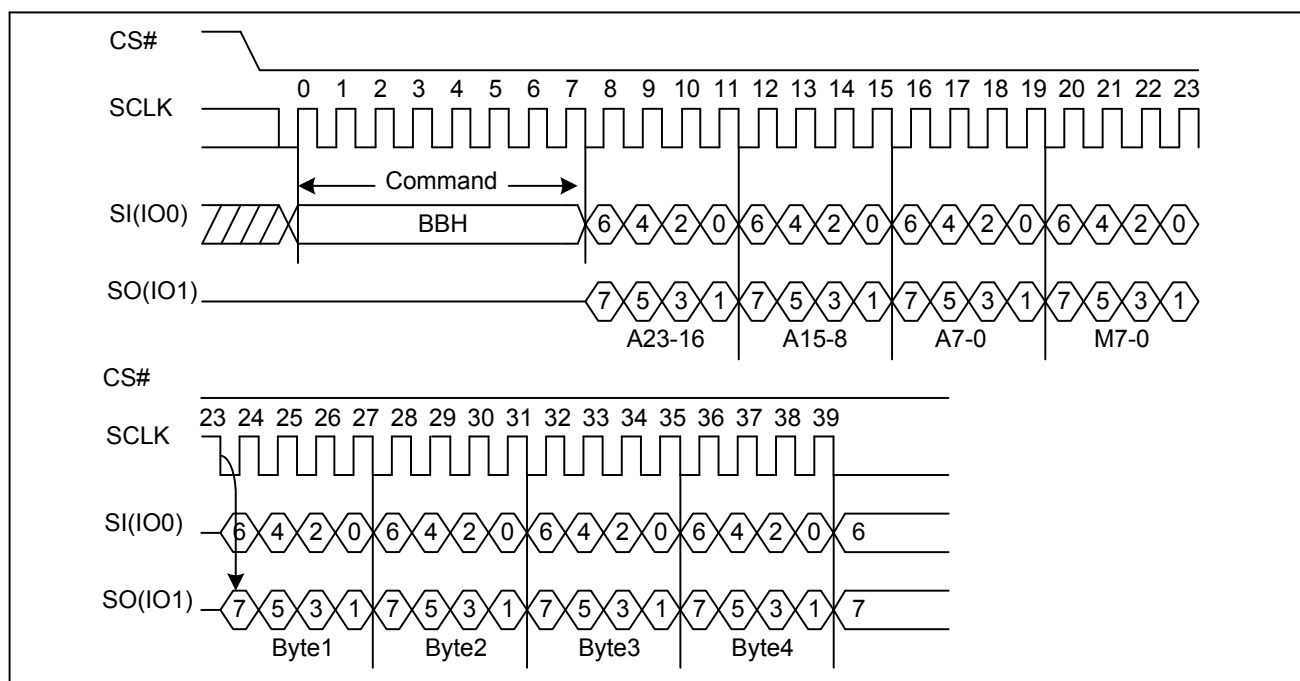 CS#
0 1 2 3 4 5 6 7 8 9 10 11 12 13 14 15 16 17 18 19 20 21 22 23
SCLK
Command
SI(IO0) BBH 6 4 2 0 6 4 2 0 6 4 2 0 6 4 2 0
SO(IO1) 7 5 3 1 7 5 3 1 7 5 3 1 7 5 3 1
A23-16 A15-8 A7-0 M7-0
CS#
23 24 25 26 27 28 29 30 31 32 33 34 35 36 37 38 39
SCLK
SI(IO0) 6 4 2 0 6 4 2 0 6 4 2 0 6 4 2 0 6
SO(IO1) 7 5 3 1 7 5 3 1 7 5 3 1 7 5 3 1 7
Byte1 Byte2 Byte3 Byte4